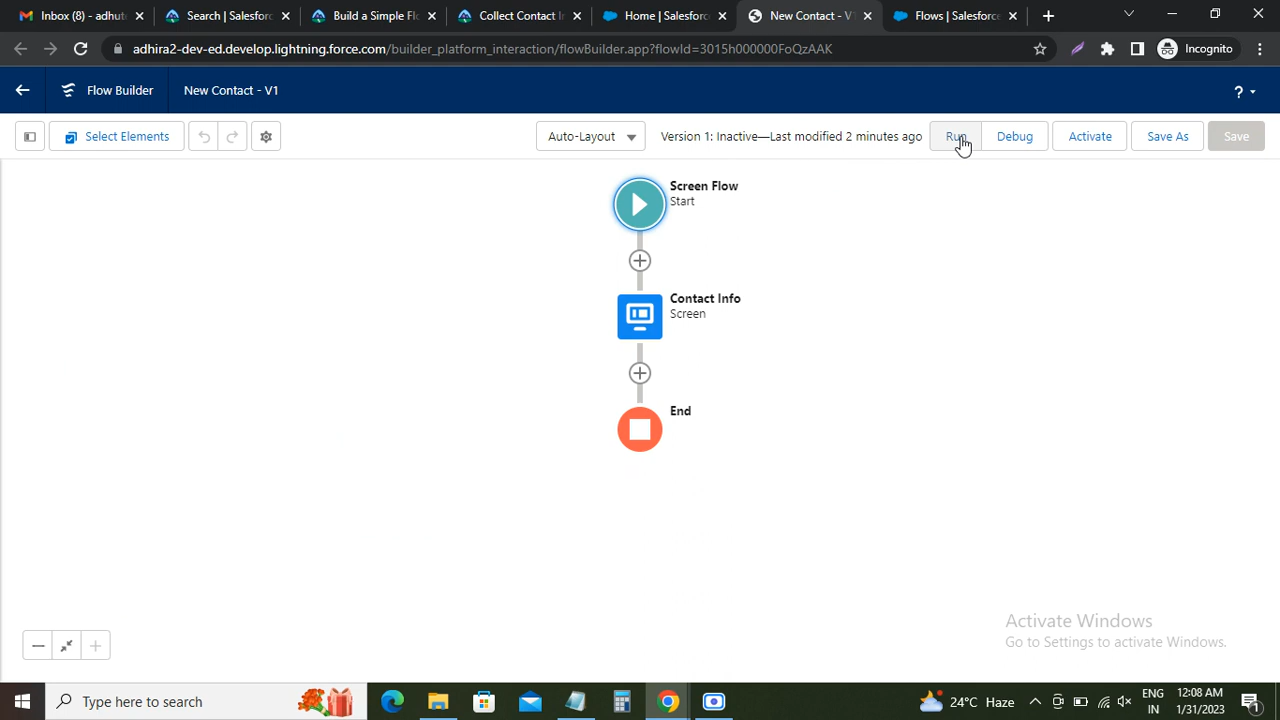 Inbox (8) - adhut
Search | Salesfor
Build a Simple Fl
Collect Contact In
Home | Salesforc
New Contact - V1
Flows | Salesforc
adhira2-dev-ed.develop.lightning.force.com/builder_platform_interaction/flowBuilder.app?flowId=3015h000000FoQzAAK
Incognito
Flow Builder
New Contact - V1
?
Select Elements
Auto-Layout
Version 1: Inactive—Last modified 2 minutes ago
Run
Debug
Activate
Save As
Save
Screen Flow
Start
Contact Info
Screen
End
Activate Windows
Go to Settings to activate Windows.
Type here to search
24°C Haze
ENG
IN
12:08 AM
1/31/2023
1